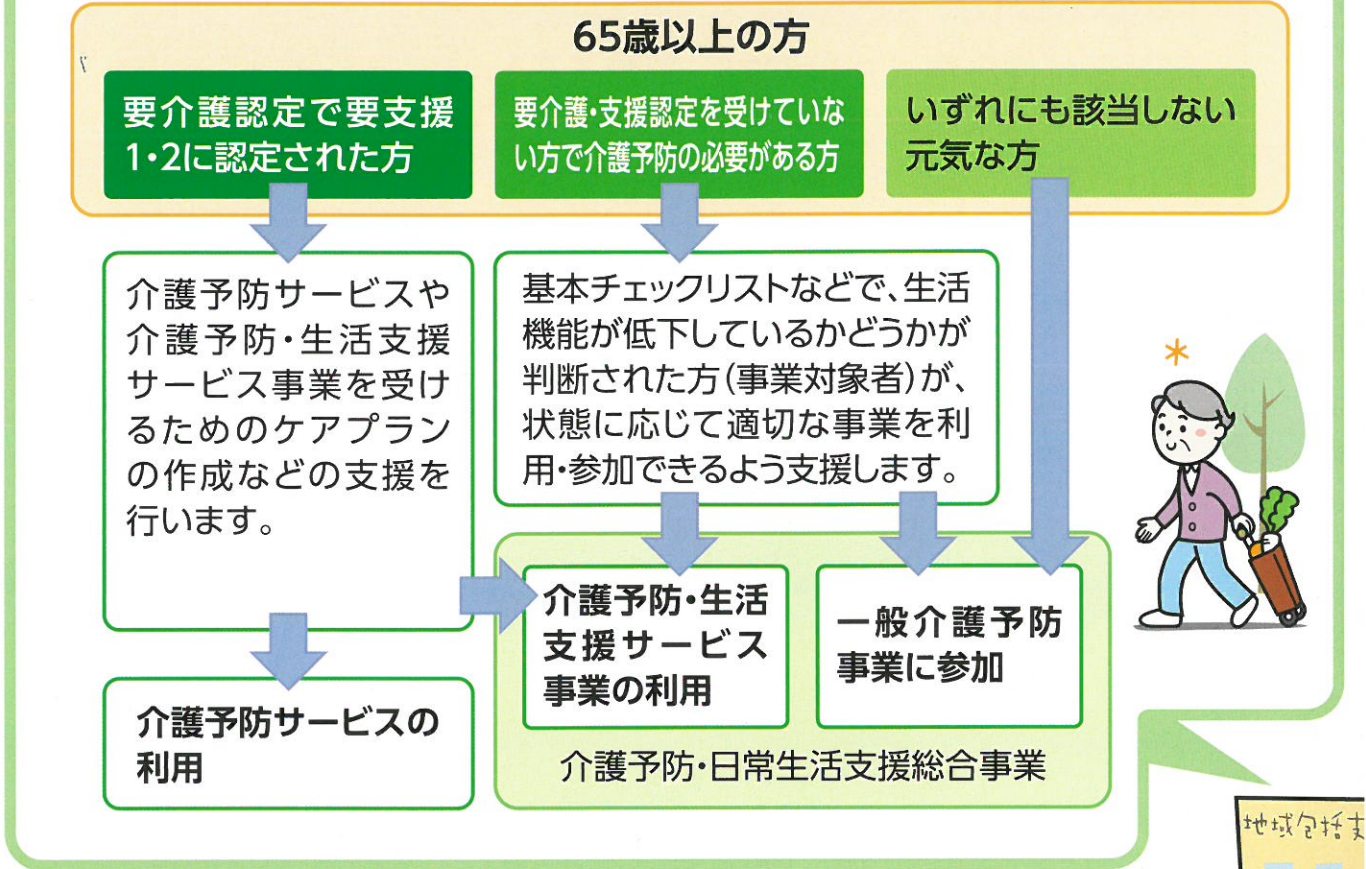 65歳以上の方
要介護認定で要支援
1・2に認定された方
要介護・支援認定を受けていな
い方で介護予防の必要がある方
いずれにも該当しない
元気な方
介護予防サービスや
介護予防・生活支援
サービス事業を受け
るためのケアプラン
の作成などの支援を
行います。
基本チェックリストなどで、生活
機能が低下しているかどうかが
判断された方(事業対象者)が、
状態に応じて適切な事業を利
用・参加できるよう支援します。
介護予防・生活
支援サービス
事業の利用
一般介護予防
事業に参加
介護予防サービスの
利用
介護予防・日常生活支援総合事業
地域包括支